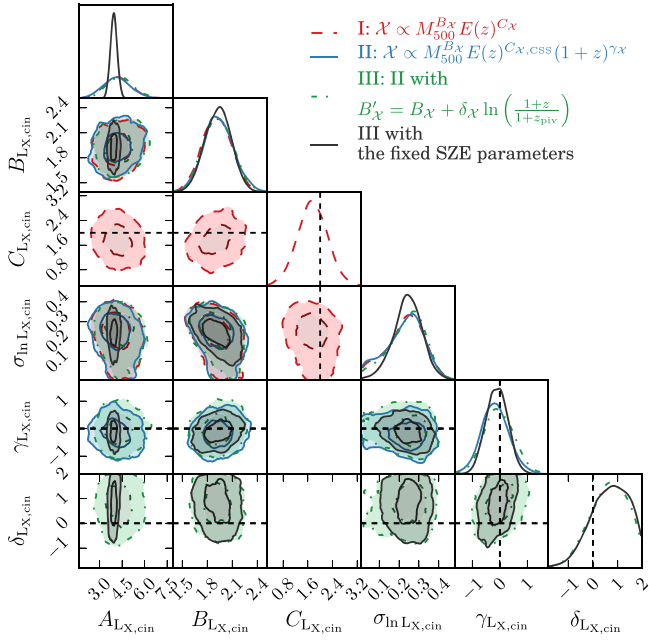 I: 𝒳 ∝ M_{500}^{B_𝒳} E(z)^{C_𝒳}
II: 𝒳 ∝ M_{500}^{B_𝒳} E(z)^{C_{𝒳,CSS}} (1 + z)^{γ_𝒳}
III: II with
B′_𝒳 = B_𝒳 + δ_𝒳 ln ( (1+z) / (1+z_{piv}) )
III with
the fixed SZE parameters
B_{L_X,cin}
2.4
2.1
1.8
1.5
C_{L_X,cin}
3.2
2.4
1.6
0.8
σ_{ln L_X,cin}
0.4
0.3
0.2
0.1
γ_{L_X,cin}
1
0
−1
δ_{L_X,cin}
2
1
0
−1
3.0 4.5 6.0 7.5
1.5 1.8 2.1 2.4
0.8 1.6 2.4 3.2
0.1 0.2 0.3 0.4
−1 0 1
−1 0 1 2
A_{L_X,cin} B_{L_X,cin} C_{L_X,cin} σ_{ln L_X,cin} γ_{L_X,cin} δ_{L_X,cin}